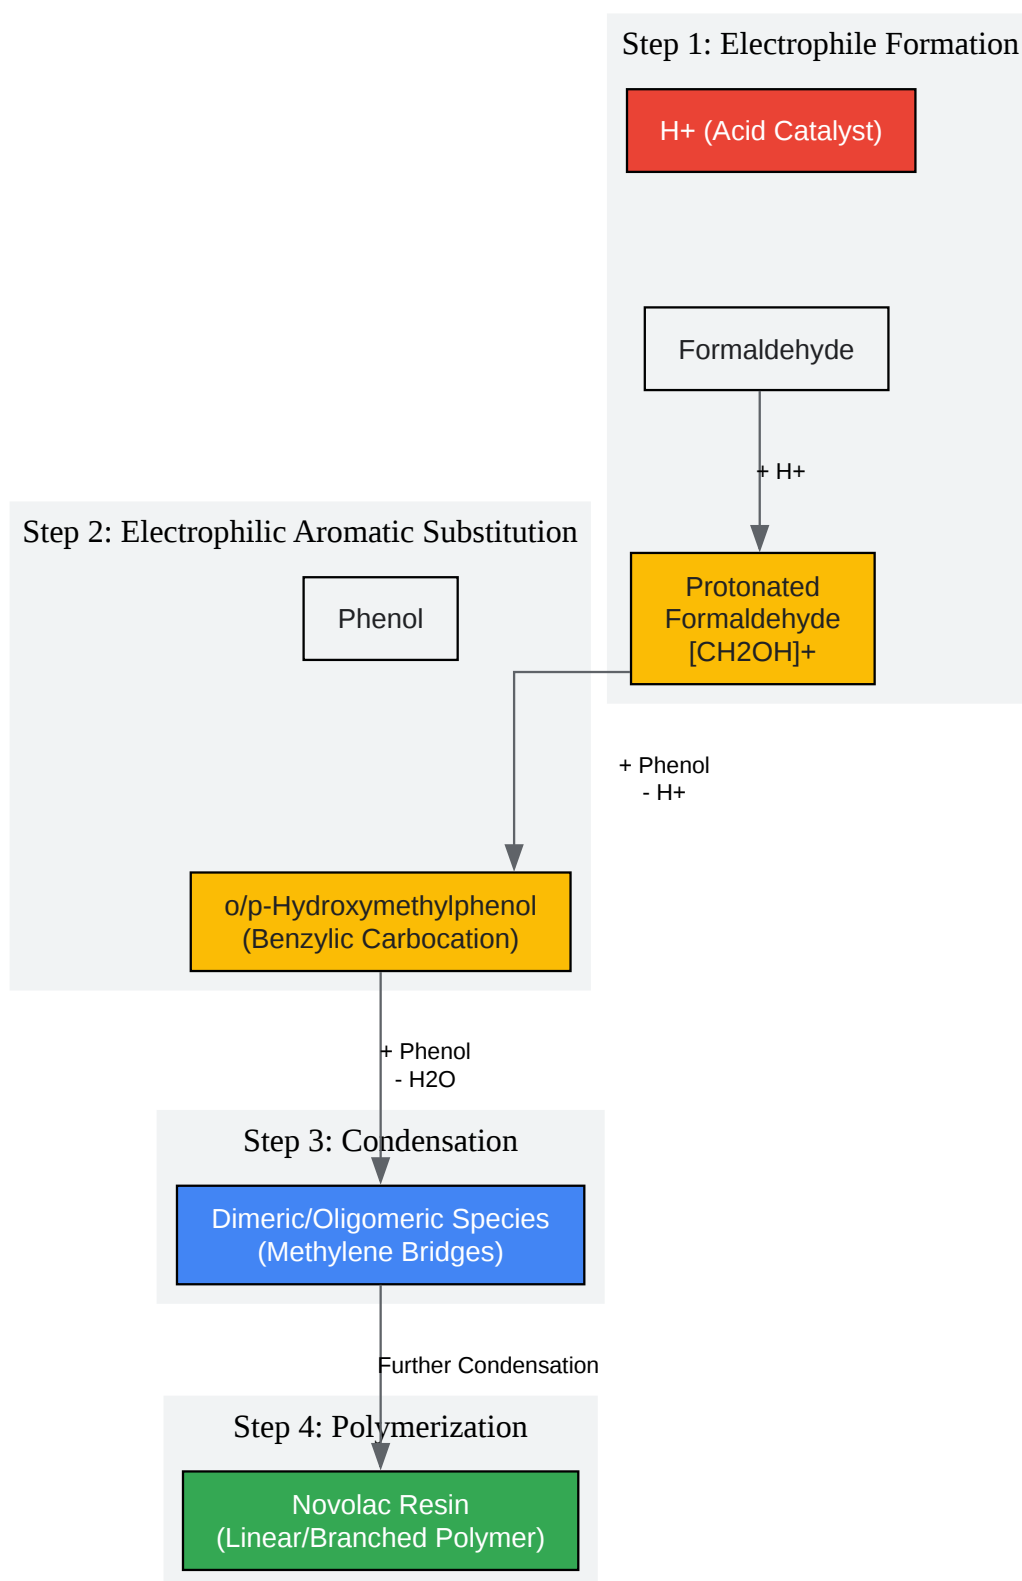 Step 1: Electrophile Formation
H+ (Acid Catalyst)
Formaldehyde
+ H+
Protonated
Formaldehyde
[CH2OH]+
Step 2: Electrophilic Aromatic Substitution
Phenol
+ Phenol
- H+
o/p-Hydroxymethylphenol
(Benzylic Carbocation)
+ Phenol
- H2O
Step 3: Condensation
Dimeric/Oligomeric Species
(Methylene Bridges)
Further Condensation
Step 4: Polymerization
Novolac Resin
(Linear/Branched Polymer)